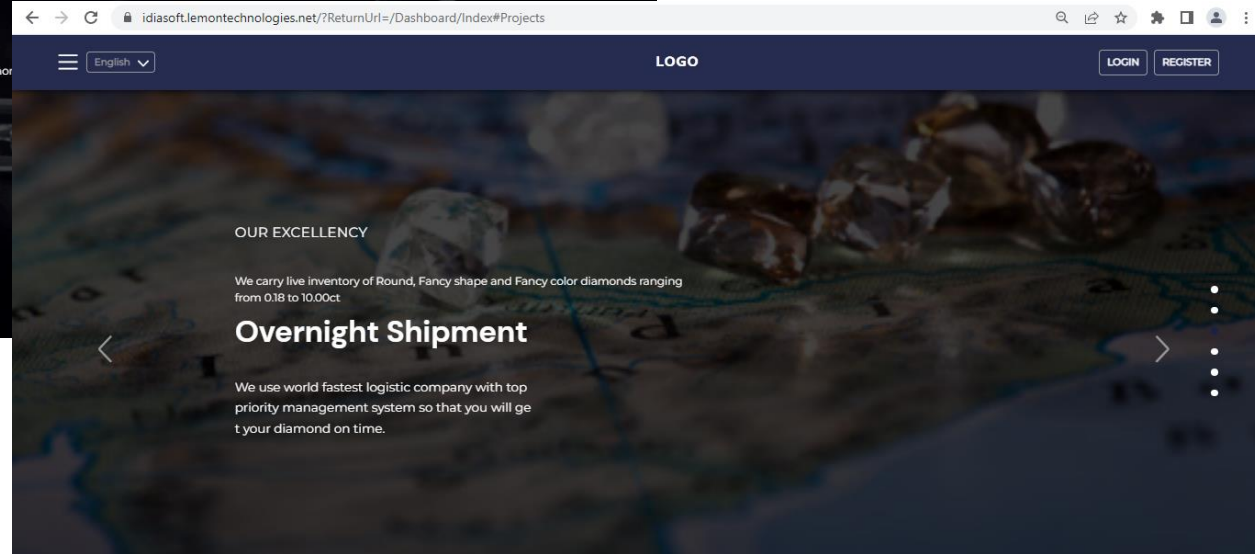 idiasoft.lemontechnologies.net/?ReturnUrl=/Dashboard/Index#Projects
English
LOGO
LOGIN
REGISTER
OUR EXCELLENCY
We carry live inventory of Round, Fancy shape and Fancy color diamonds ranging
from 0.18 to 10.00ct
Overnight Shipment
We use world fastest logistic company with top
priority management system so that you will ge
t your diamond on time.